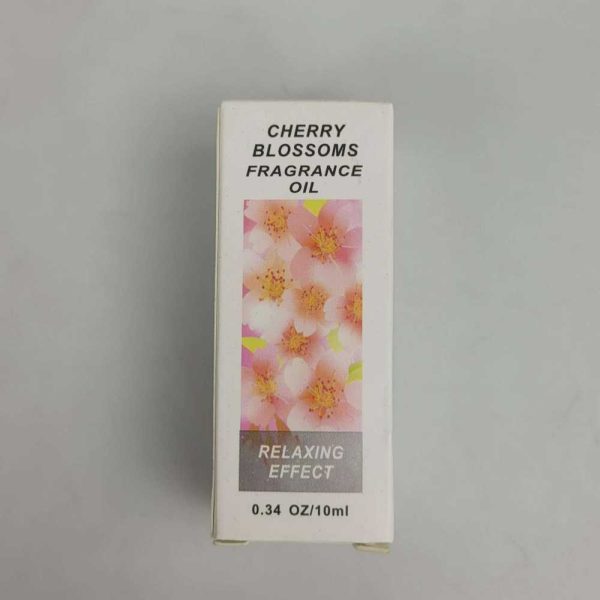 CHERRY
BLOSSOMS
FRAGRANCE
OIL
RELAXING
EFFECT
0.34 OZ/10ml